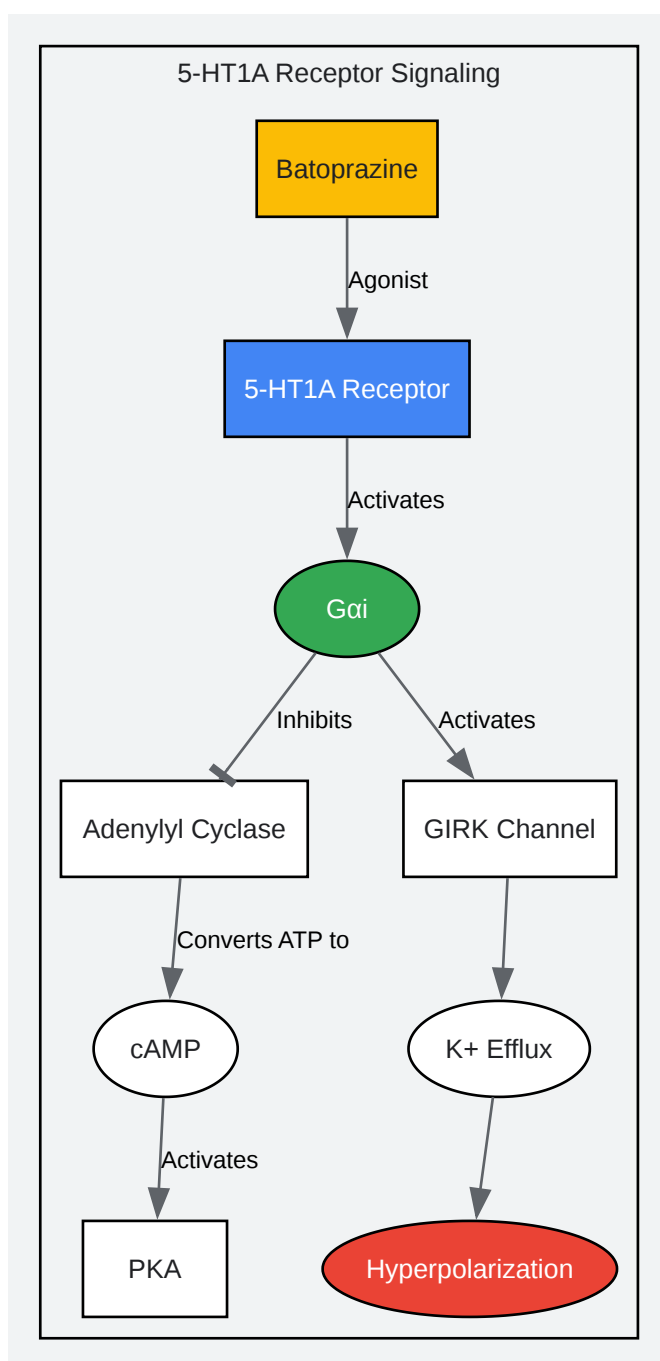 5-HT1A Receptor Signaling
Batoprazine
Agonist
5-HT1A Receptor
Activates
Gαi
Inhibits
Activates
Adenylyl Cyclase
GIRK Channel
Converts ATP to
cAMP
K+ Efflux
Activates
PKA
Hyperpolarization